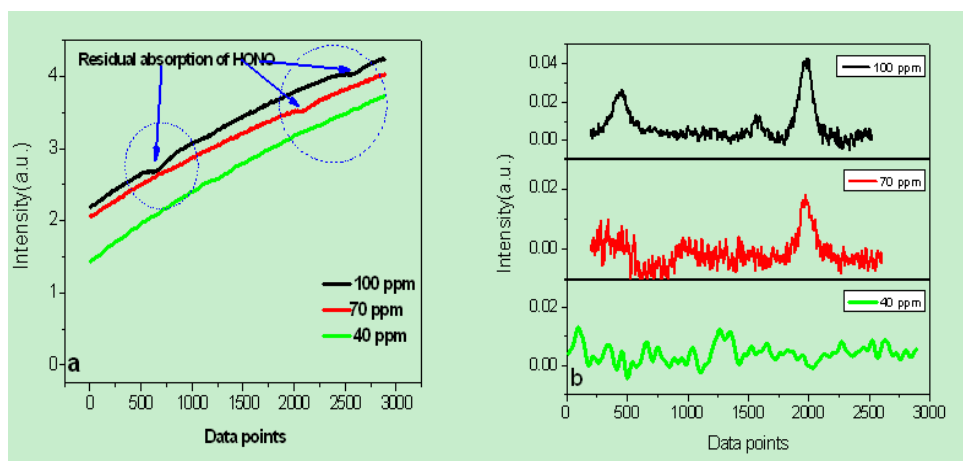 Residual absorption of HONO
Intensity(a.u.)
4
3
2
1
0
100 ppm
70 ppm
40 ppm
a
0
500
1000
1500
2000
2500
3000
Data points
Intensity(a.u.)
0.04
0.02
0.00
100 ppm
0.02
0.00
70 ppm
0.02
0.00
40 ppm
b
0
500
1000
1500
2000
2500
3000
Data points